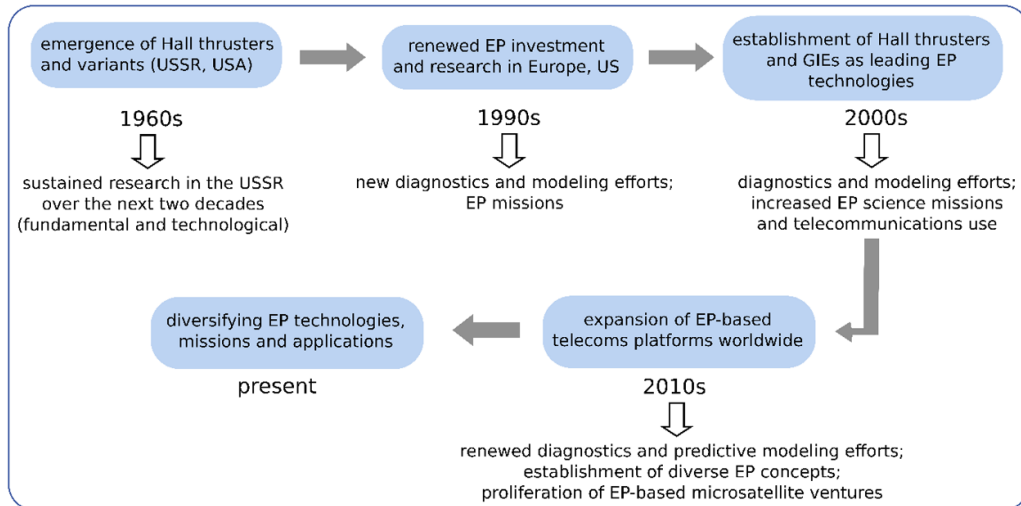 emergence of Hall thrusters
and variants (USSR, USA)
1960s
sustained research in the USSR
over the next two decades
(fundamental and technological)
renewed EP investment
and research in Europe, US
1990s
new diagnostics and modeling efforts;
EP missions
establishment of Hall thrusters
and GIEs as leading EP
technologies
2000s
diagnostics and modeling efforts;
increased EP science missions
and telecommunications use
expansion of EP-based
telecoms platforms worldwide
2010s
renewed diagnostics and predictive modeling efforts;
establishment of diverse EP concepts;
proliferation of EP-based microsatellite ventures
diversifying EP technologies,
missions and applications
present